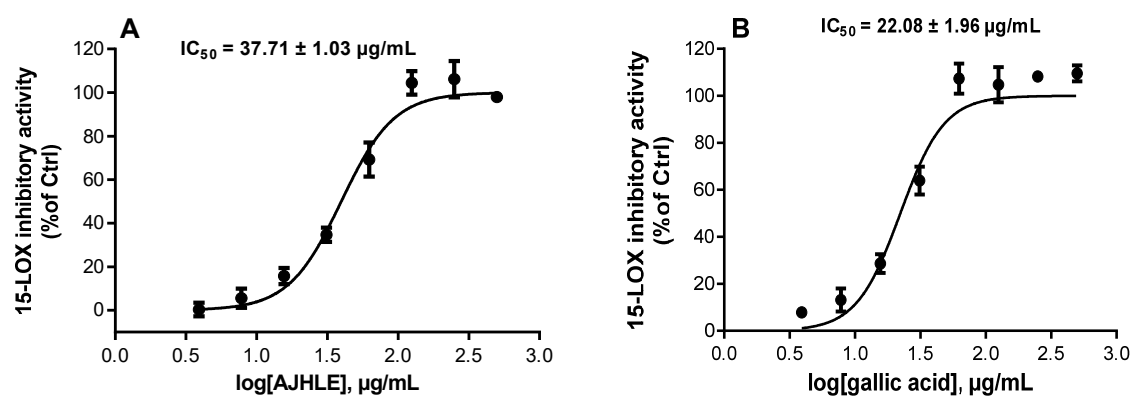 A
IC50 = 37.71 ± 1.03 µg/mL
120
100
80
60
40
20
0
15-LOX inhibitory activity
(%of Ctrl)
0.0 0.5 1.0 1.5 2.0 2.5 3.0
log[AJHLE], µg/mL
B
IC50 = 22.08 ± 1.96 µg/mL
120
100
80
60
40
20
0
15-LOX inhibitory activity
(%of Ctrl)
0.0 0.5 1.0 1.5 2.0 2.5 3.0
log[gallic acid], µg/mL